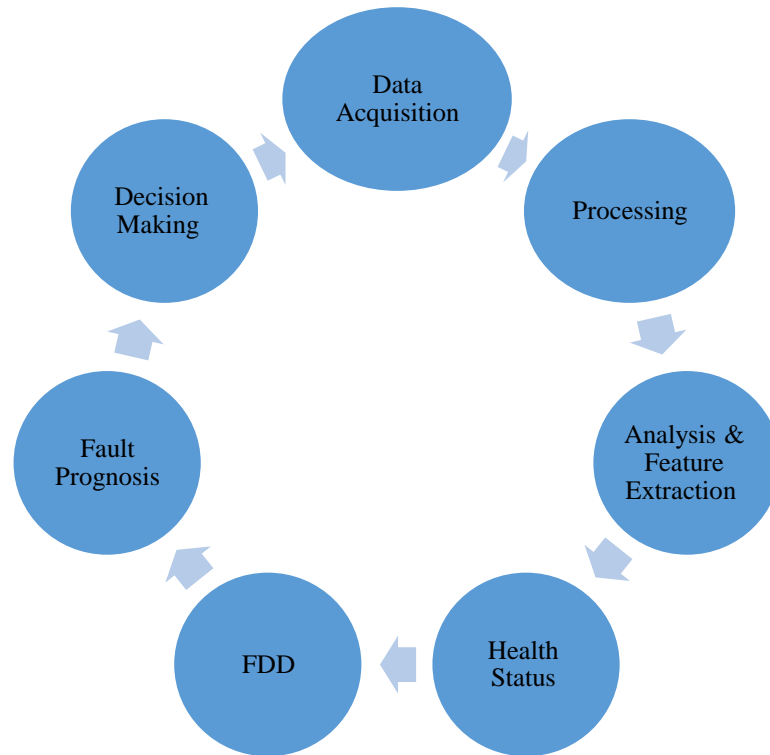 Data
Acquisition
Processing
Analysis &
Feature
Extraction
Health
Status
FDD
Fault
Prognosis
Decision
Making